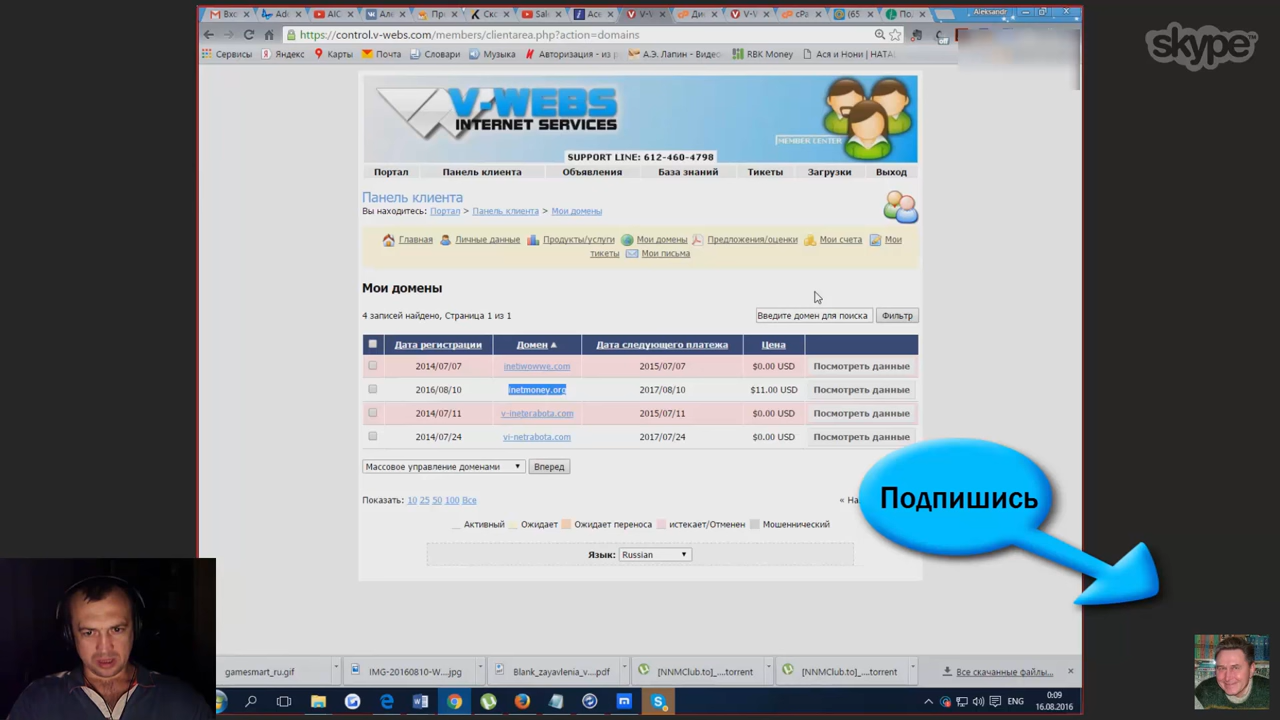 skype
Aleksandr
https://control.v-webs.com/members/clientarea.php?action=domains
Сервисы Яндекс Карты Почта Словари Музыка Авторизация - из р А.Э. Лапин - Видео RBK Money Ася и Нони | НАТА
V-WEBS
INTERNET SERVICES
MEMBER CENTER
SUPPORT LINE: 612-460-4798
Портал Панель клиента Объявления База знаний Тикеты Загрузки Выход
Панель клиента
Вы находитесь: Портал > Панель клиента > Мои домены
Главная Личные данные Продукты/услуги Мои домены Предложения/оценки Мои счета Мои
тикеты Мои письма
Мои домены
4 записей найдено, Страница 1 из 1
Введите домен для поиска Фильтр
Дата регистрации Домен ▲ Дата следующего платежа Цена
2014/07/07 inetwowwe.com 2015/07/07 $0.00 USD Посмотреть данные
2016/08/10 inetmoney.org 2017/08/10 $11.00 USD Посмотреть данные
2014/07/11 v-ineterabota.com 2015/07/11 $0.00 USD Посмотреть данные
2014/07/24 vi-netrabota.com 2017/07/24 $0.00 USD Посмотреть данные
Массовое управление доменами Вперед
Показать: 10 25 50 100 Все
« На
Подпишись
Активный Ожидает Ожидает переноса истекает/Отменен Мошеннический
Язык: Russian
gamesmart_ru.gif IMG-20160810-W....jpg Blank_zayavlenia_v....pdf [NNMClub.to]_....torrent [NNMClub.to]_....torrent Все скачанные файлы...
ENG
0:09
16.08.2016